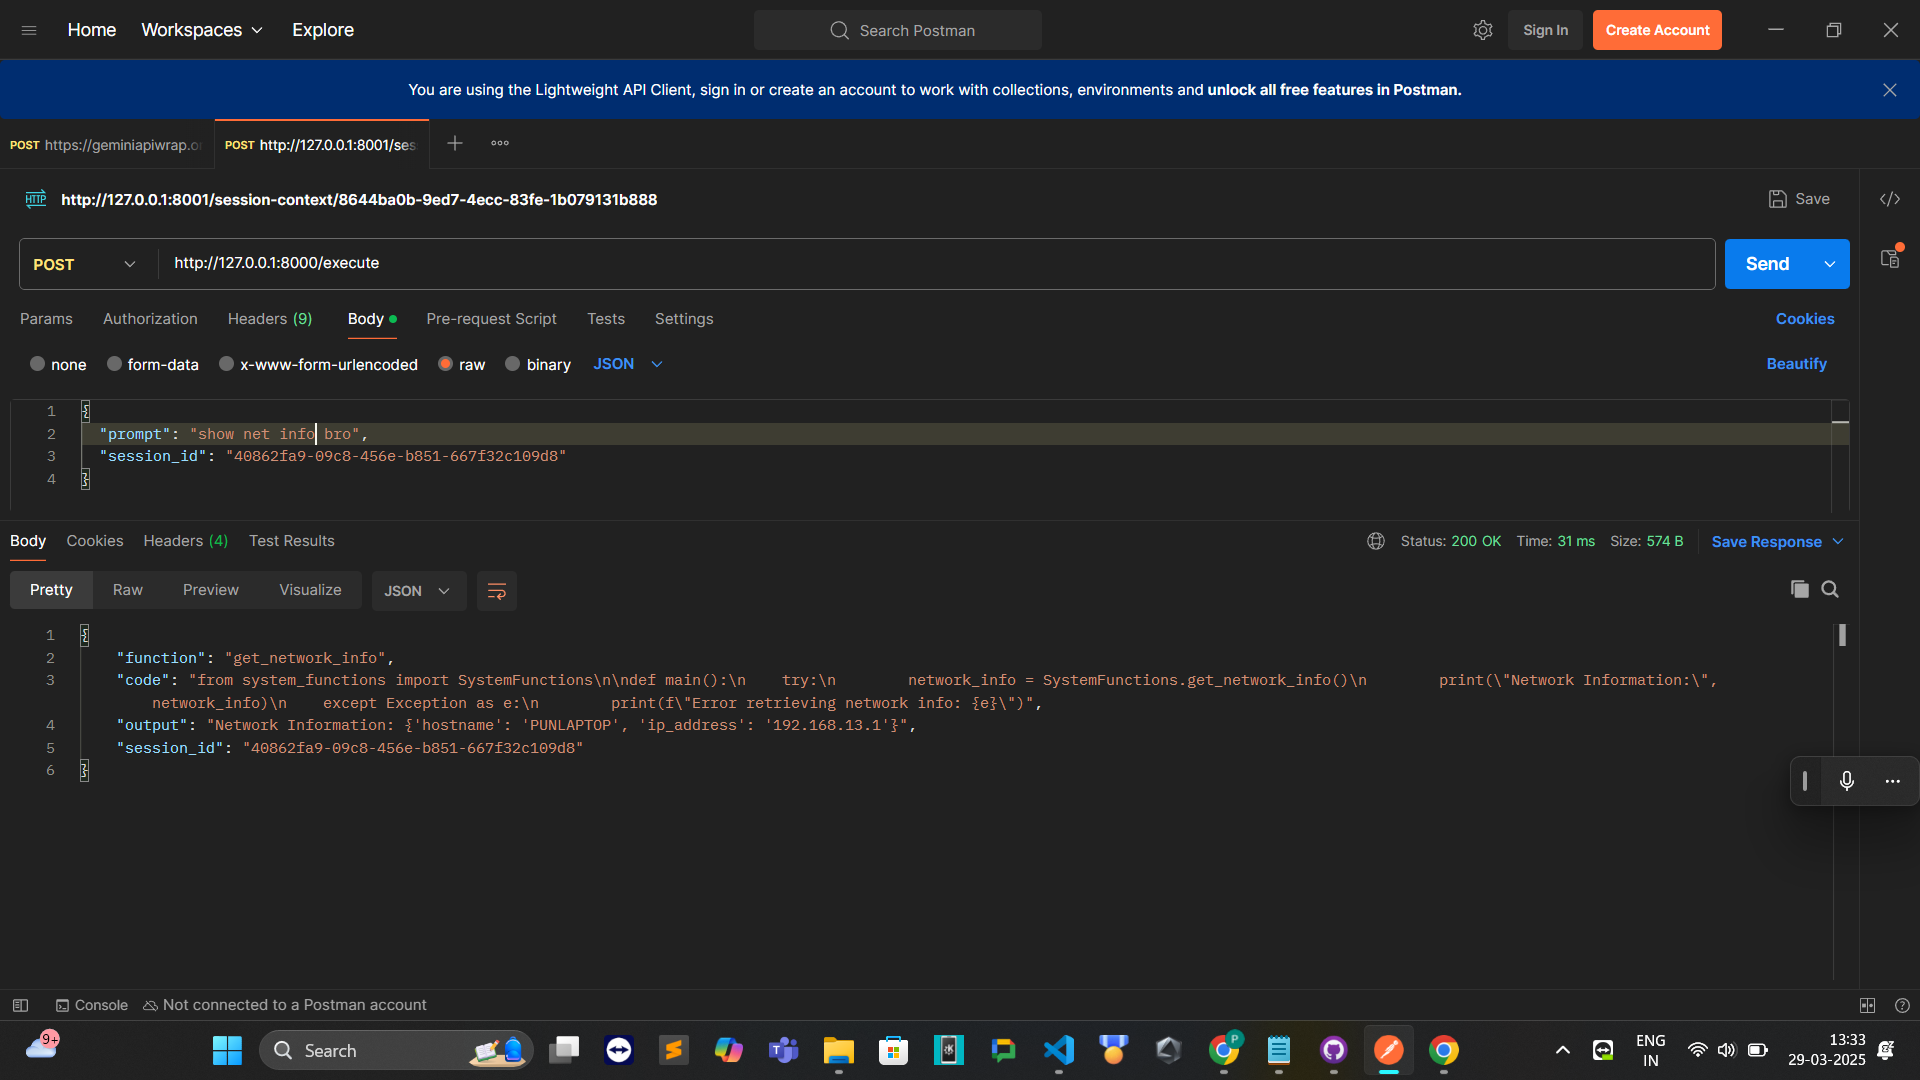 Home Workspaces Explore Search Postman Sign In Create Account
You are using the Lightweight API Client, sign in or create an account to work with collections, environments and unlock all free features in Postman.
POST https://geminiapiwrap.o POST http://127.0.0.1:8001/ses
HTTP http://127.0.0.1:8001/session-context/8644ba0b-9ed7-4ecc-83fe-1b079131b888 Save
POST http://127.0.0.1:8000/execute Send
Params Authorization Headers (9) Body Pre-request Script Tests Settings Cookies
none form-data x-www-form-urlencoded raw binary JSON Beautify
1 {
2 "prompt": "show net info bro",
3 "session_id": "40862fa9-09c8-456e-b851-667f32c109d8"
4 }
Body Cookies Headers (4) Test Results Status: 200 OK Time: 31 ms Size: 574 B Save Response
Pretty Raw Preview Visualize JSON
1 {
2 "function": "get_network_info",
3 "code": "from system_functions import SystemFunctions\n\ndef main():\n    try:\n        network_info = SystemFunctions.get_network_info()\n        print(\"Network Information:\",
network_info)\n    except Exception as e:\n        print(f\"Error retrieving network info: {e}\")",
4 "output": "Network Information: {'hostname': 'PUNLAPTOP', 'ip_address': '192.168.13.1'}",
5 "session_id": "40862fa9-09c8-456e-b851-667f32c109d8"
6 }
Console Not connected to a Postman account
9+ Search P ENG 13:33
IN 29-03-2025